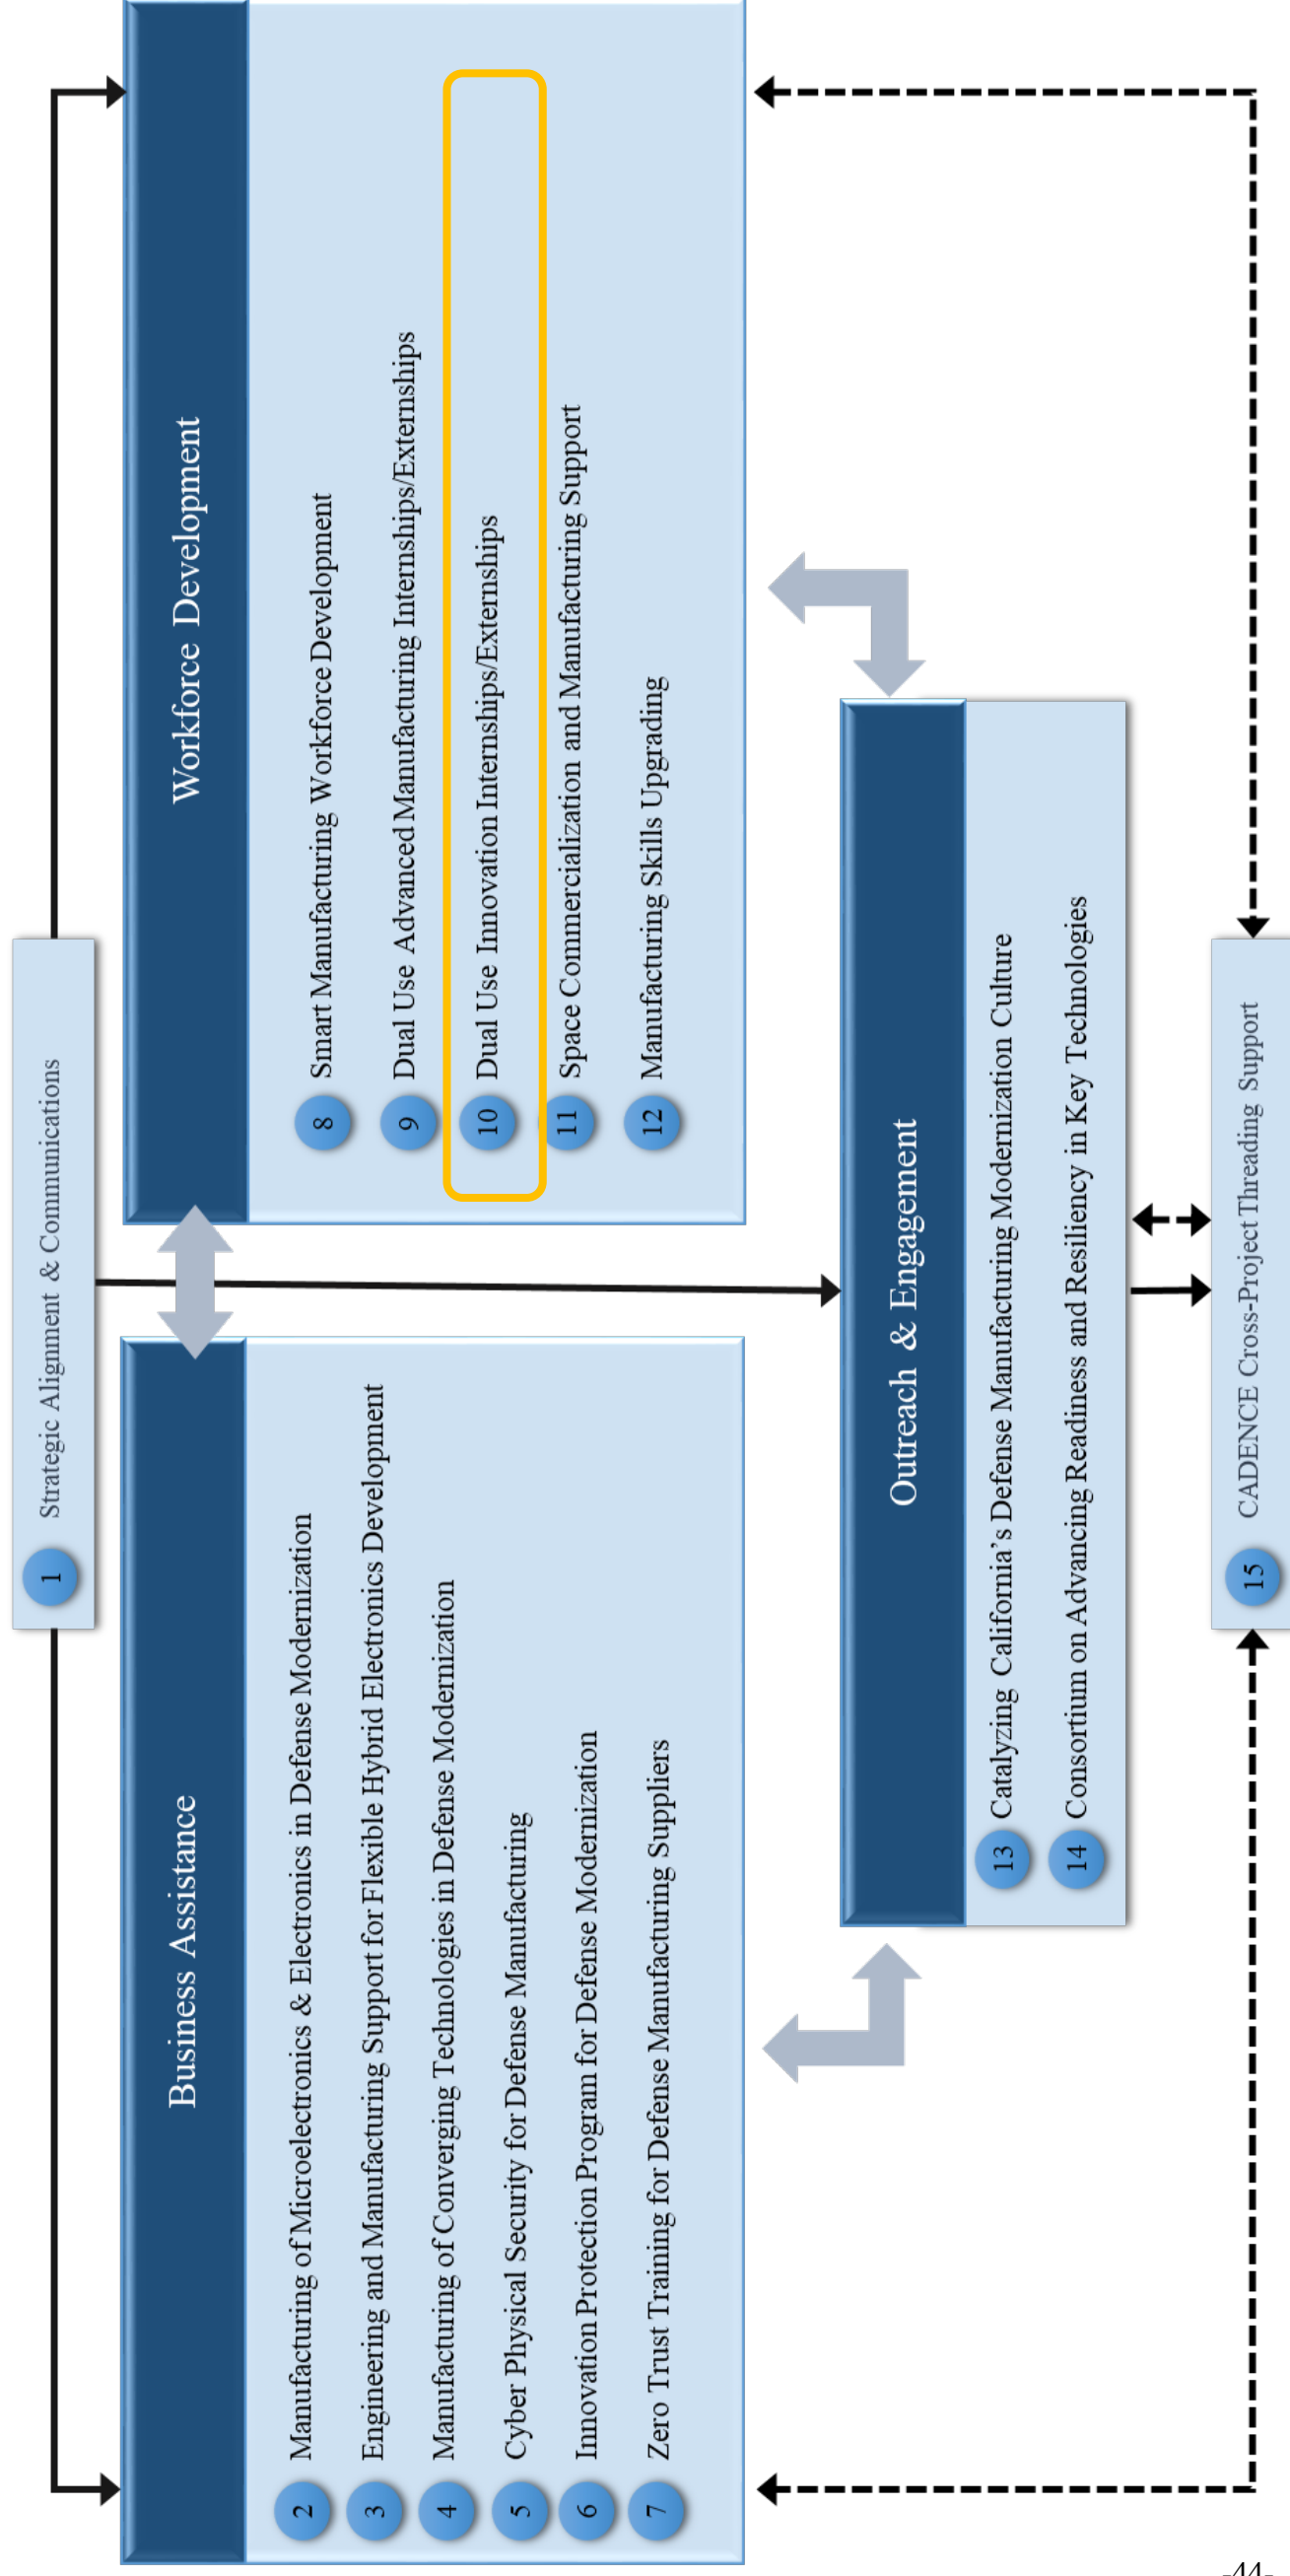 1 Strategic Alignment & Communications
Business Assistance
2 Manufacturing of Microelectronics & Electronics in Defense Modernization
3 Engineering and Manufacturing Support for Flexible Hybrid Electronics Development
4 Manufacturing of Converging Technologies in Defense Modernization
5 Cyber Physical Security for Defense Manufacturing
6 Innovation Protection Program for Defense Modernization
7 Zero Trust Training for Defense Manufacturing Suppliers
Workforce Development
8 Smart Manufacturing Workforce Development
9 Dual Use Advanced Manufacturing Internships/Externships
10 Dual Use Innovation Internships/Externships
11 Space Commercialization and Manufacturing Support
12 Manufacturing Skills Upgrading
Outreach & Engagement
13 Catalyzing California's Defense Manufacturing Modernization Culture
14 Consortium on Advancing Readiness and Resiliency in Key Technologies
15 CADENCE Cross-Project Threading Support
-44-